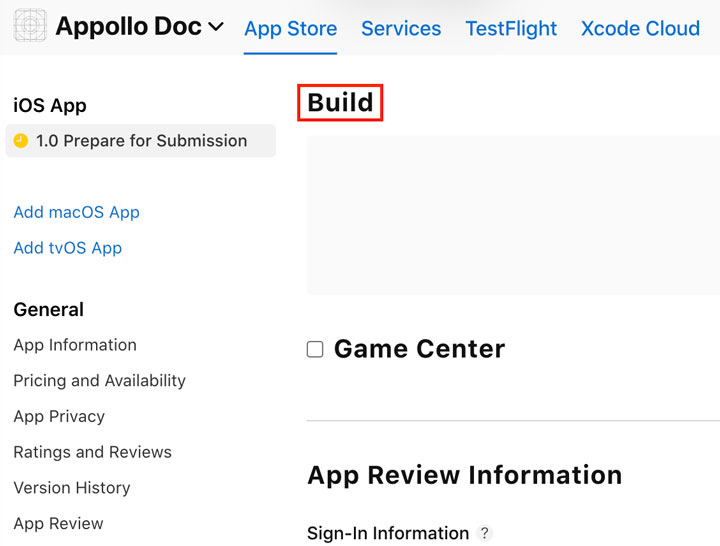 Appollo Doc
App Store
Services
TestFlight
Xcode Cloud
iOS App
1.0 Prepare for Submission
Add macOS App
Add tvOS App
General
App Information
Pricing and Availability
App Privacy
Ratings and Reviews
Version History
App Review
Build
Game Center
App Review Information
Sign-In Information ?